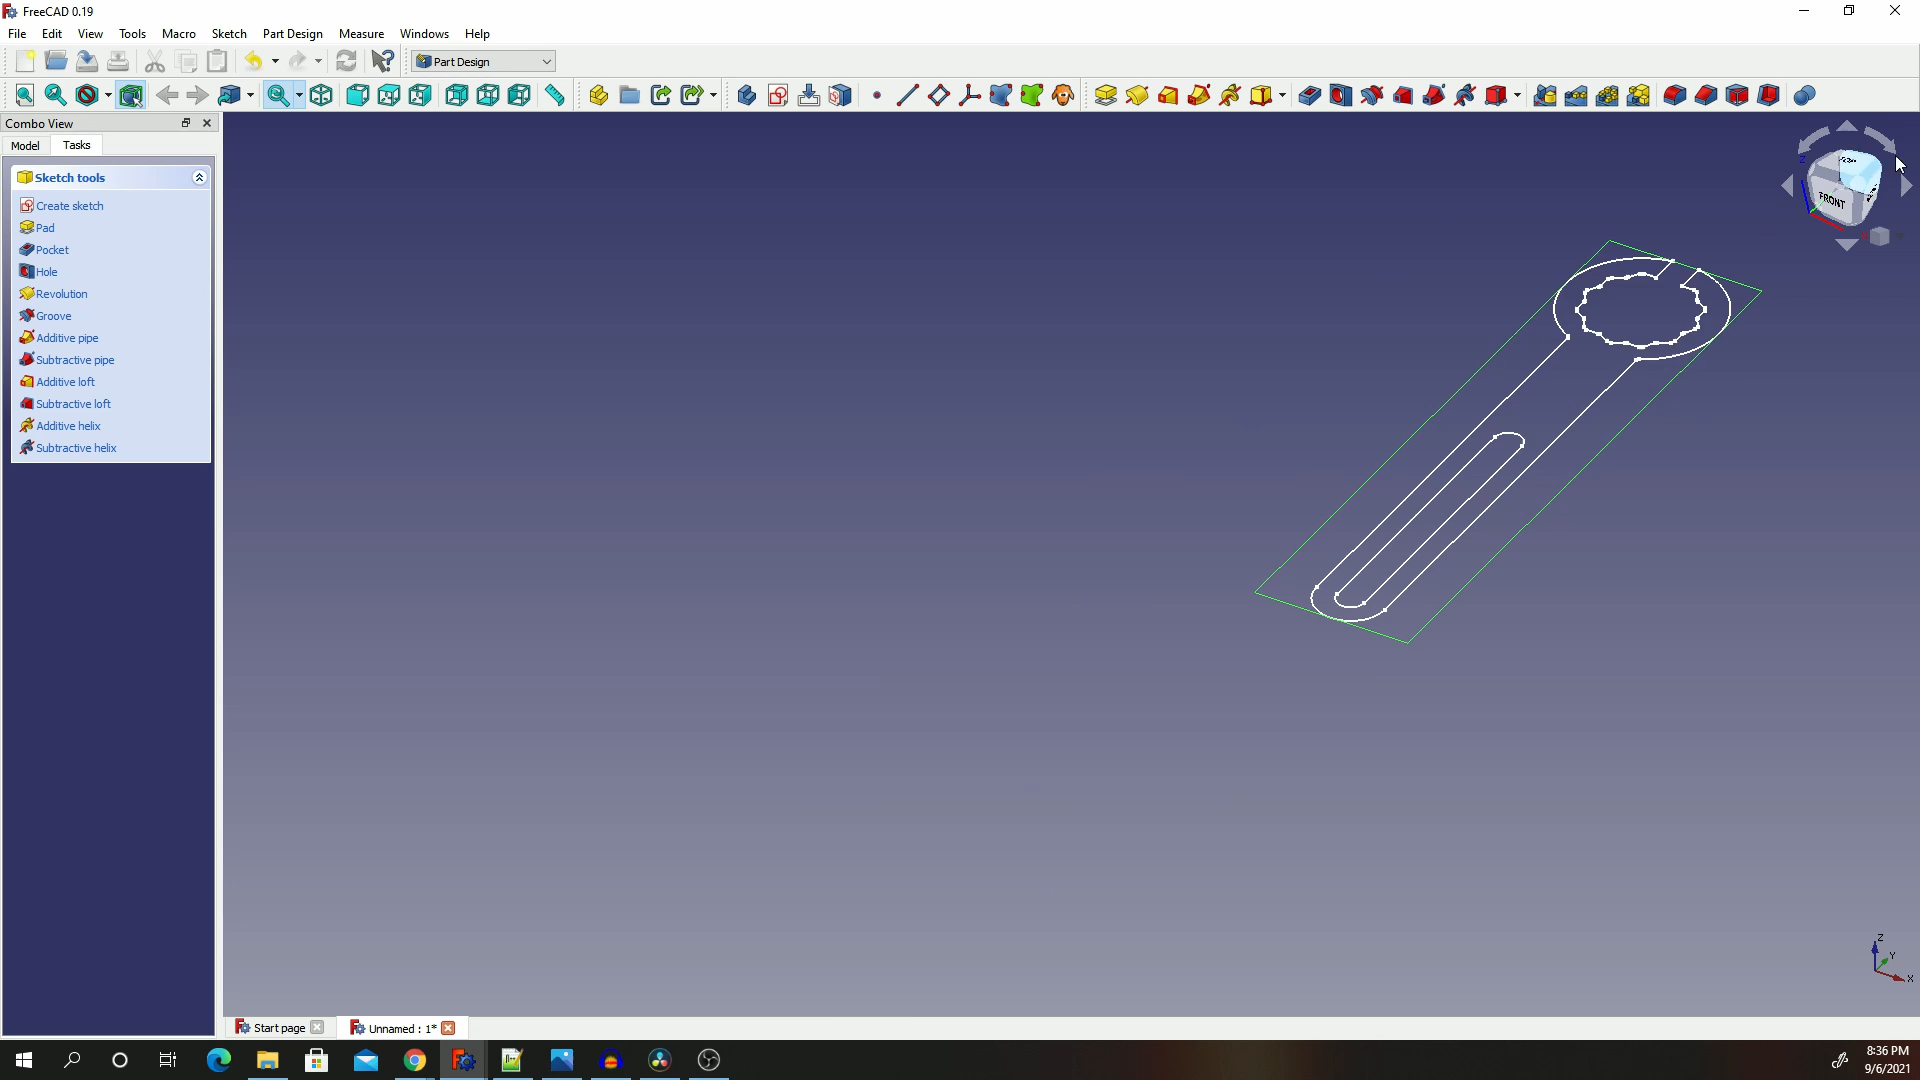 FreeCAD 0.19
File Edit View Tools Macro Sketch Part Design Measure Windows Help
Part Design
Combo View
Model Tasks
Sketch tools
Create sketch
Pad
Pocket
Hole
Revolution
Groove
Additive pipe
Subtractive pipe
Additive loft
Subtractive loft
Additive helix
Subtractive helix
Z
FRONT
Z
Y
X
Start page
Unnamed : 1*
8:36 PM
9/6/2021